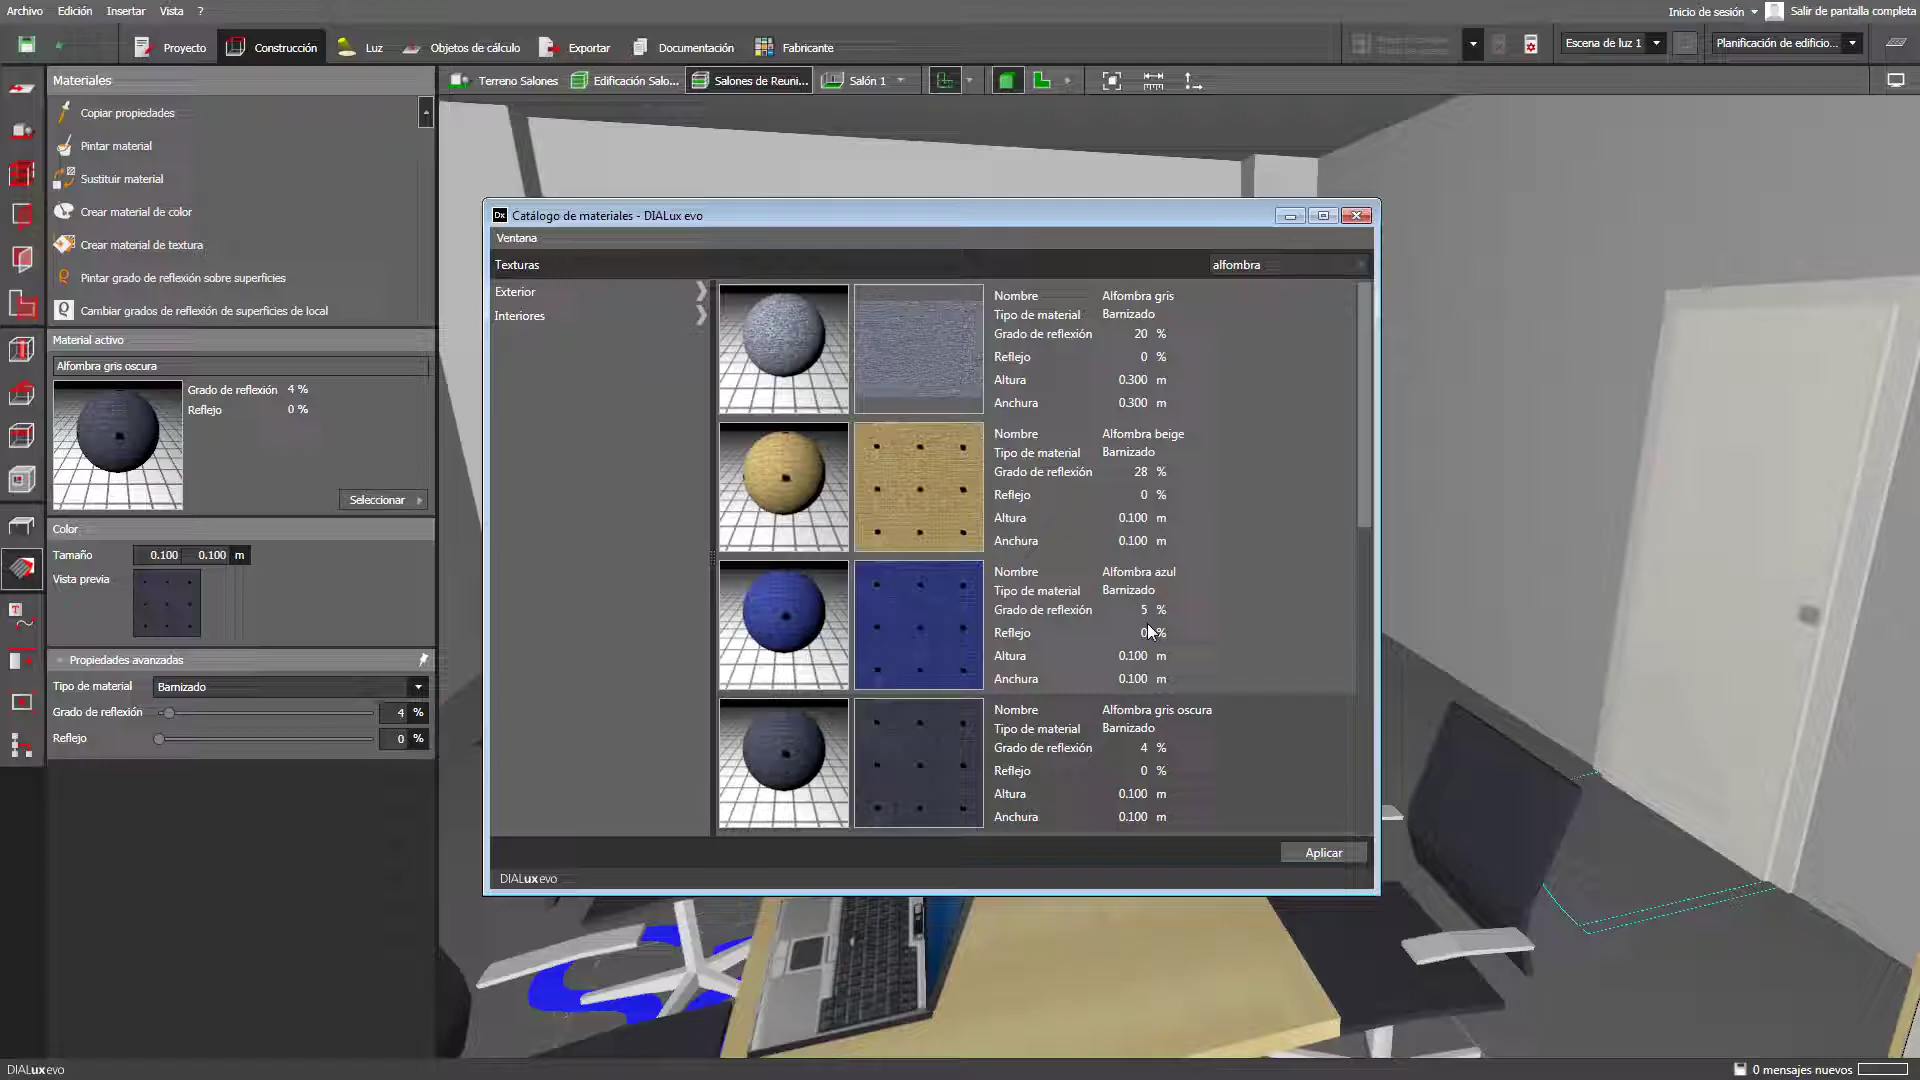 Archivo Edición Insertar Vista ?
Inicio de sesión Salir de pantalla completa
Proyecto Construcción Luz Objetos de cálculo Exportar Documentación Fabricante
Escena de luz 1 Planificación de edificio...
Materiales
Terreno Salones Edificación Salo... Salones de Reuni... Salón 1
Copiar propiedades
Pintar material
Sustituir material
Crear material de color
Crear material de textura
Pintar grado de reflexión sobre superficies
Cambiar grados de reflexión de superficies de local
Material activo
Alfombra gris oscura
Grado de reflexión 4 %
Reflejo 0 %
Seleccionar
Color
Tamaño 0.100 0.100 m
Vista previa
Propiedades avanzadas
Tipo de material Barnizado
Grado de reflexión 4 %
Reflejo 0 %
Dx Catálogo de materiales - DIALux evo
Ventana
Texturas alfombra
Exterior
Interiores
Nombre Alfombra gris
Tipo de material Barnizado
Grado de reflexión 20 %
Reflejo 0 %
Altura 0.300 m
Anchura 0.300 m
Nombre Alfombra beige
Tipo de material Barnizado
Grado de reflexión 28 %
Reflejo 0 %
Altura 0.100 m
Anchura 0.100 m
Nombre Alfombra azul
Tipo de material Barnizado
Grado de reflexión 5 %
Reflejo 0 %
Altura 0.100 m
Anchura 0.100 m
Nombre Alfombra gris oscura
Tipo de material Barnizado
Grado de reflexión 4 %
Reflejo 0 %
Altura 0.100 m
Anchura 0.100 m
Aplicar
DIALux evo
DIALux evo
0 mensajes nuevos